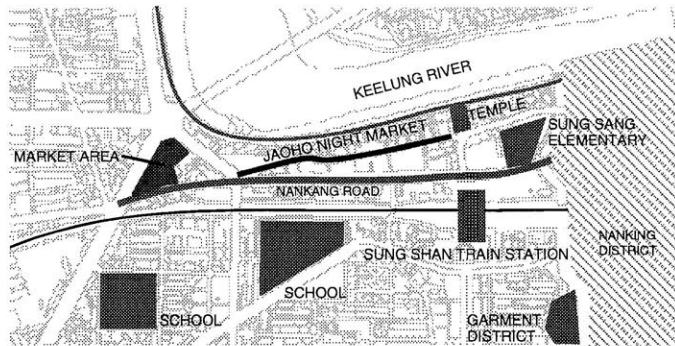 KEELUNG RIVER
TEMPLE
JAOHO NIGHT MARKET
SUNG SANG
ELEMENTARY
MARKET AREA
NANKANG ROAD
SUNG SHAN TRAIN STATION
NANKING
DISTRICT
SCHOOL
SCHOOL
GARMENT
DISTRICT